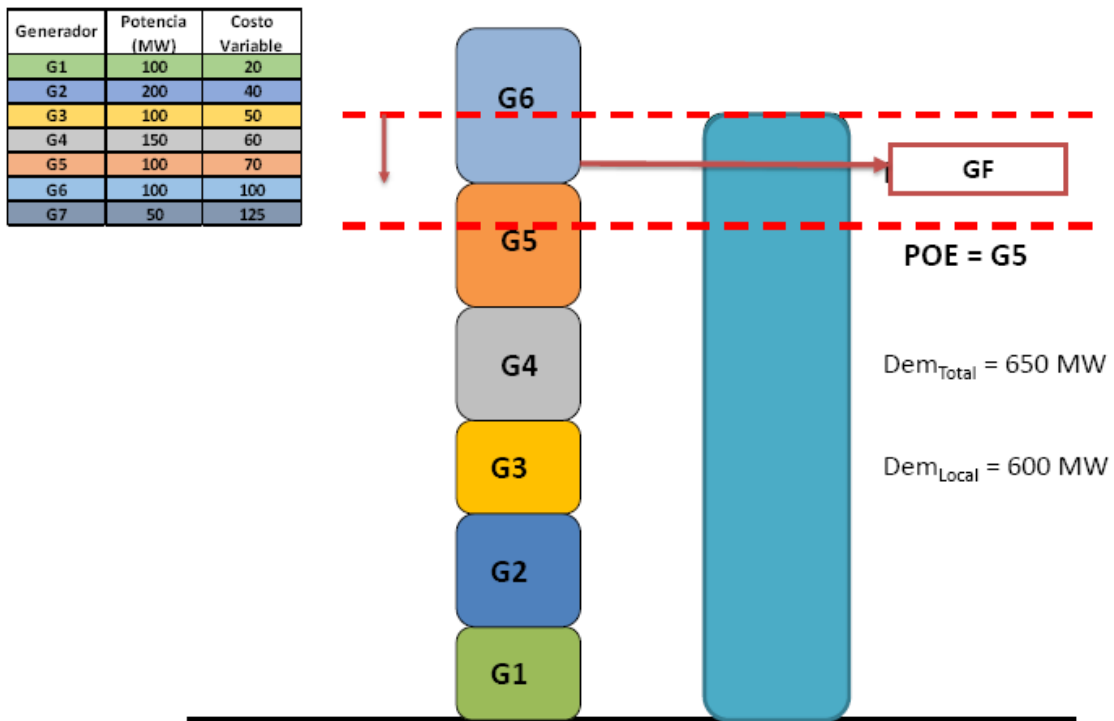 Generador Potencia (MW) Costo Variable
G1 100 20
G2 200 40
G3 100 50
G4 150 60
G5 100 70
G6 100 100
G7 50 125
G6
GF
G5
POE = G5
G4
Dem_Total = 650 MW
G3
Dem_Local = 600 MW
G2
G1